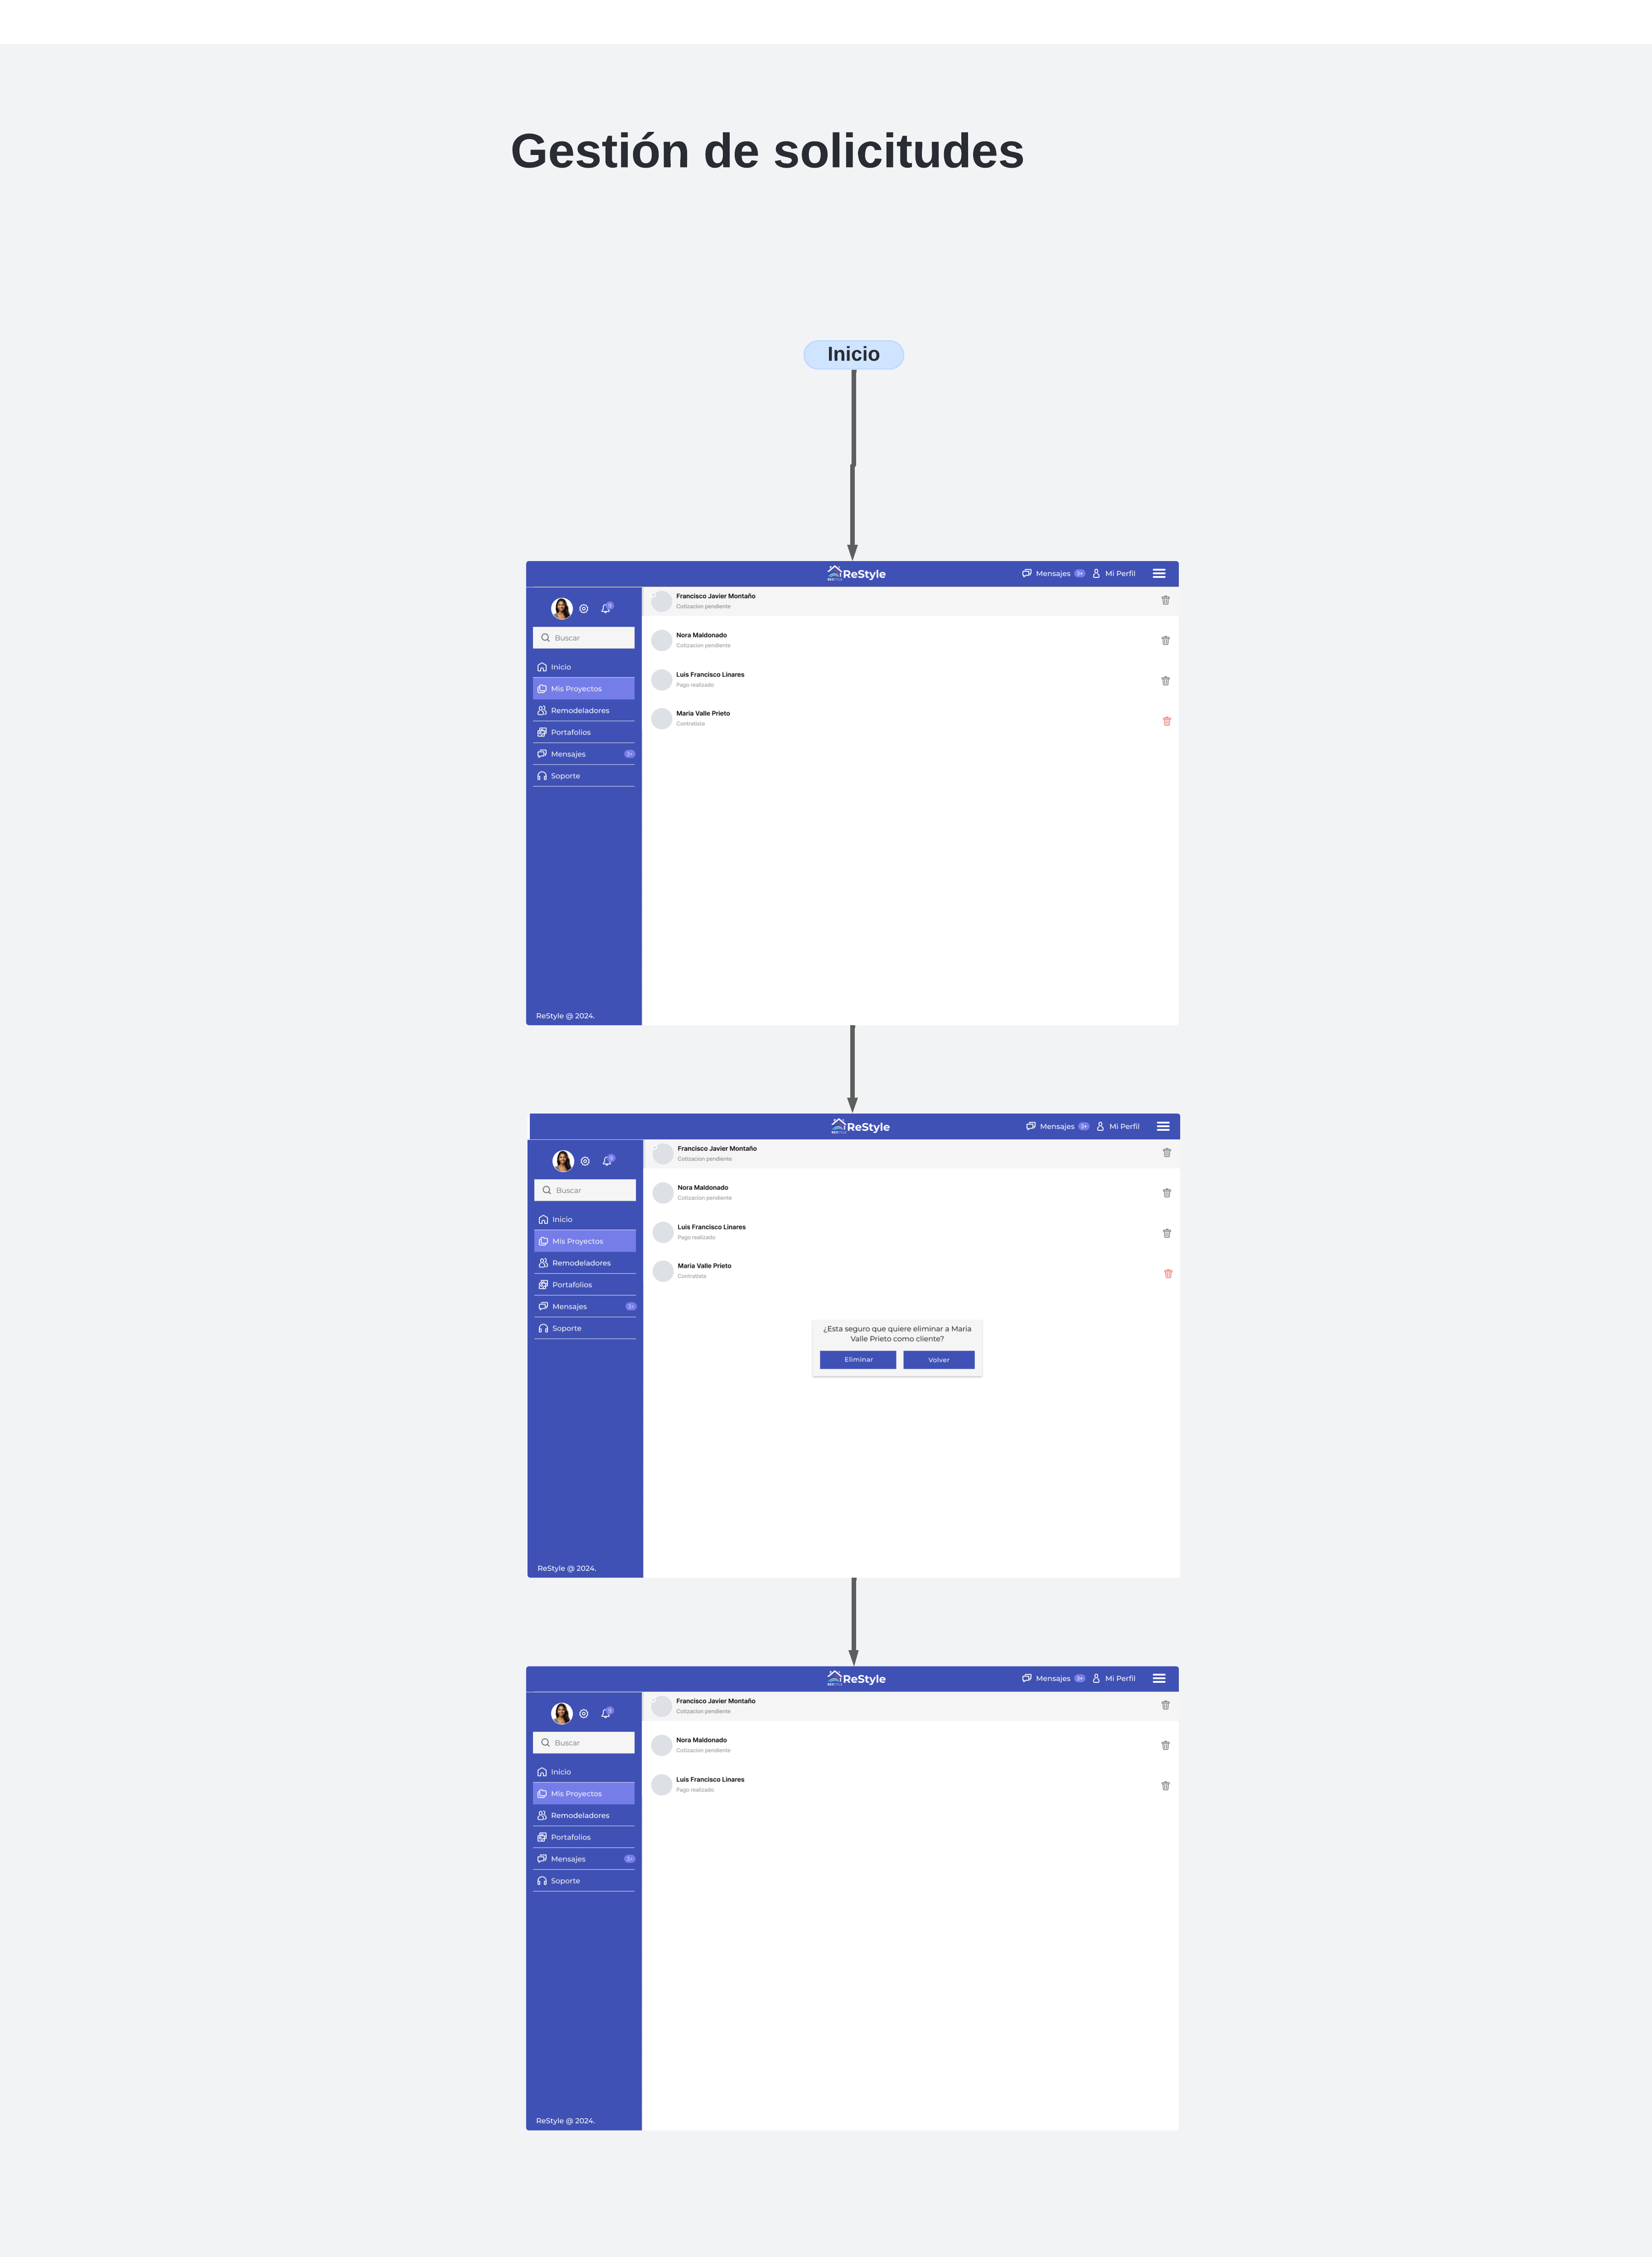 Gestión de solicitudes
Inicio
ReStyle
Mensajes 3+ Mi Perfil
Buscar
Inicio
Mis Proyectos
Remodeladores
Portafolios
Mensajes 3+
Soporte
ReStyle @ 2024.
Francisco Javier Montaño
Cotizacion pendiente
Nora Maldonado
Cotizacion pendiente
Luis Francisco Linares
Pago realizado
Maria Valle Prieto
Contratista
ReStyle
Mensajes 3+ Mi Perfil
Buscar
Inicio
Mis Proyectos
Remodeladores
Portafolios
Mensajes 3+
Soporte
ReStyle @ 2024.
Francisco Javier Montaño
Cotizacion pendiente
Nora Maldonado
Cotizacion pendiente
Luis Francisco Linares
Pago realizado
Maria Valle Prieto
Contratista
¿Esta seguro que quiere eliminar a Maria
Valle Prieto como cliente?
Eliminar Volver
ReStyle
Mensajes 3+ Mi Perfil
Buscar
Inicio
Mis Proyectos
Remodeladores
Portafolios
Mensajes 3+
Soporte
ReStyle @ 2024.
Francisco Javier Montaño
Cotizacion pendiente
Nora Maldonado
Cotizacion pendiente
Luis Francisco Linares
Pago realizado